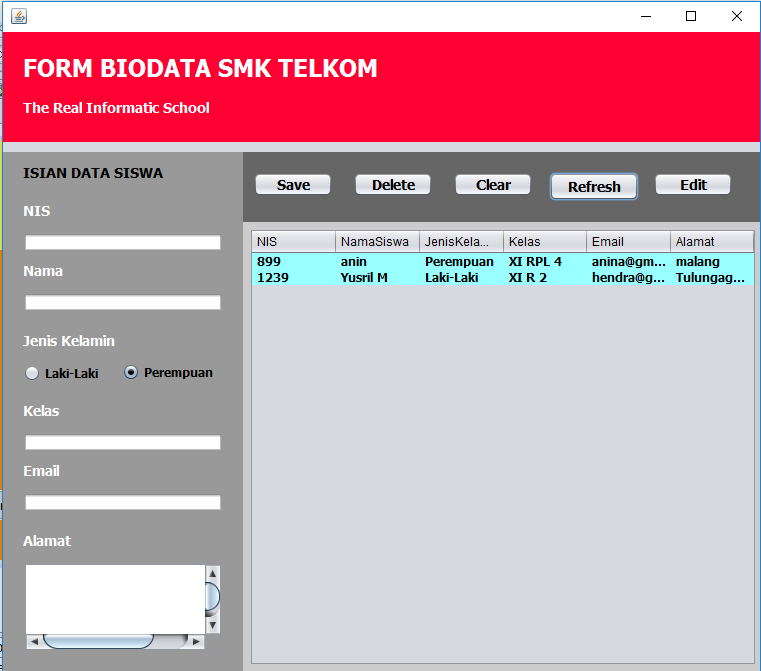 FORM BIODATA SMK TELKOM
The Real Informatic School
ISIAN DATA SISWA
NIS
Nama
Jenis Kelamin
Laki-Laki Perempuan
Kelas
Email
Alamat
Save Delete Clear Refresh Edit
NIS NamaSiswa JenisKela... Kelas Email Alamat
899 anin Perempuan XI RPL 4 anina@gm... malang
1239 Yusril M Laki-Laki XI R 2 hendra@g... Tulungag...